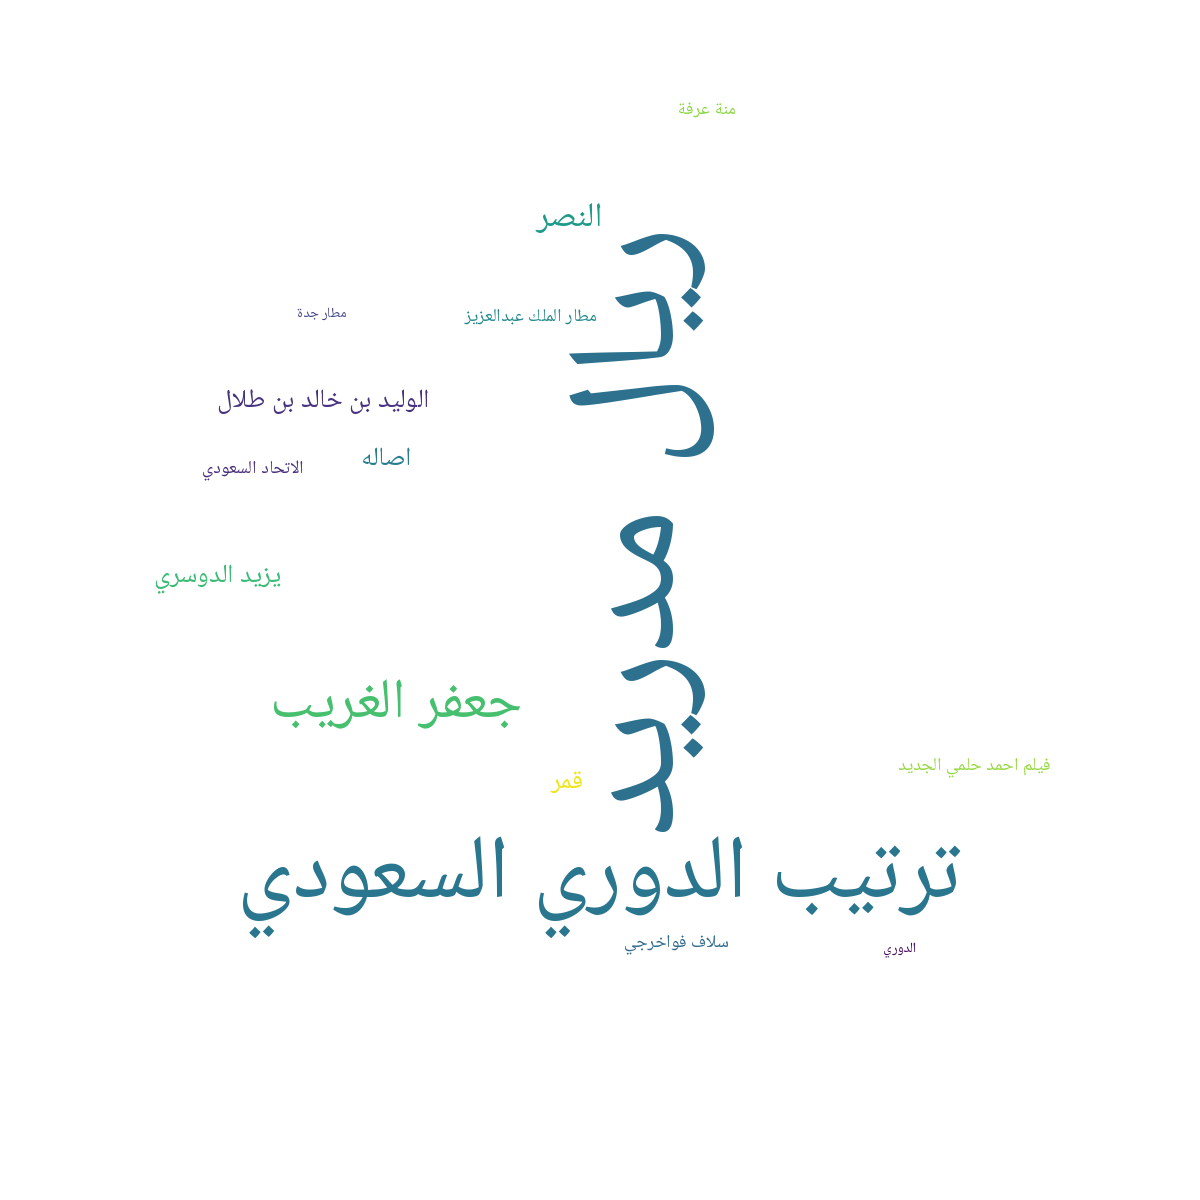 منة عرفة
النصر
ريال مدريد
مطار جدة
مطار الملك عبدالعزيز
الوليد بن خالد بن طلال
اصاله
الاتحاد السعودي
يزيد الدوسري
جعفر الغريب
فيلم احمد حلمي الجديد
قمر
ترتيب الدوري السعودي
سلاف فواخرجي
الدوري